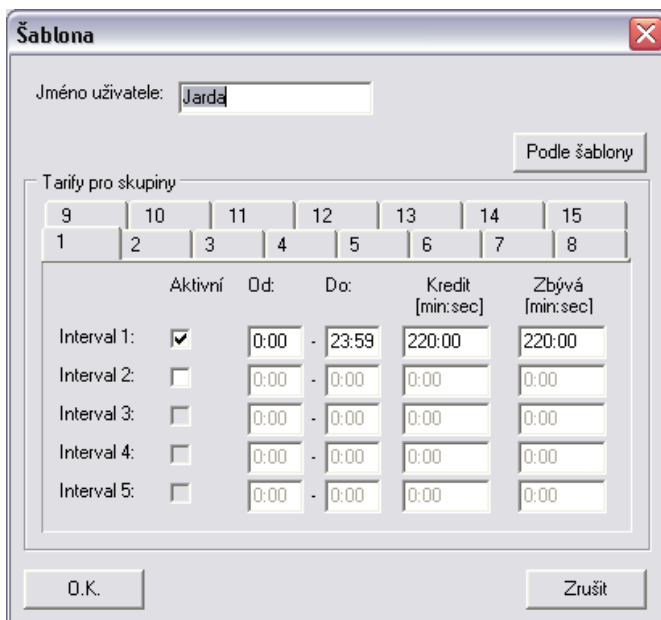 Šablona
Jméno uživatele: Jarda
Podle šablony
Tarify pro skupiny
9 10 11 12 13 14 15
1 2 3 4 5 6 7 8
Aktivní Od: Do: Kredit [min:sec] Zbývá [min:sec]
Interval 1: 0:00 - 23:59 220:00 220:00
Interval 2: 0:00 - 0:00 0:00 0:00
Interval 3: 0:00 - 0:00 0:00 0:00
Interval 4: 0:00 - 0:00 0:00 0:00
Interval 5: 0:00 - 0:00 0:00 0:00
O.K. Zrušit